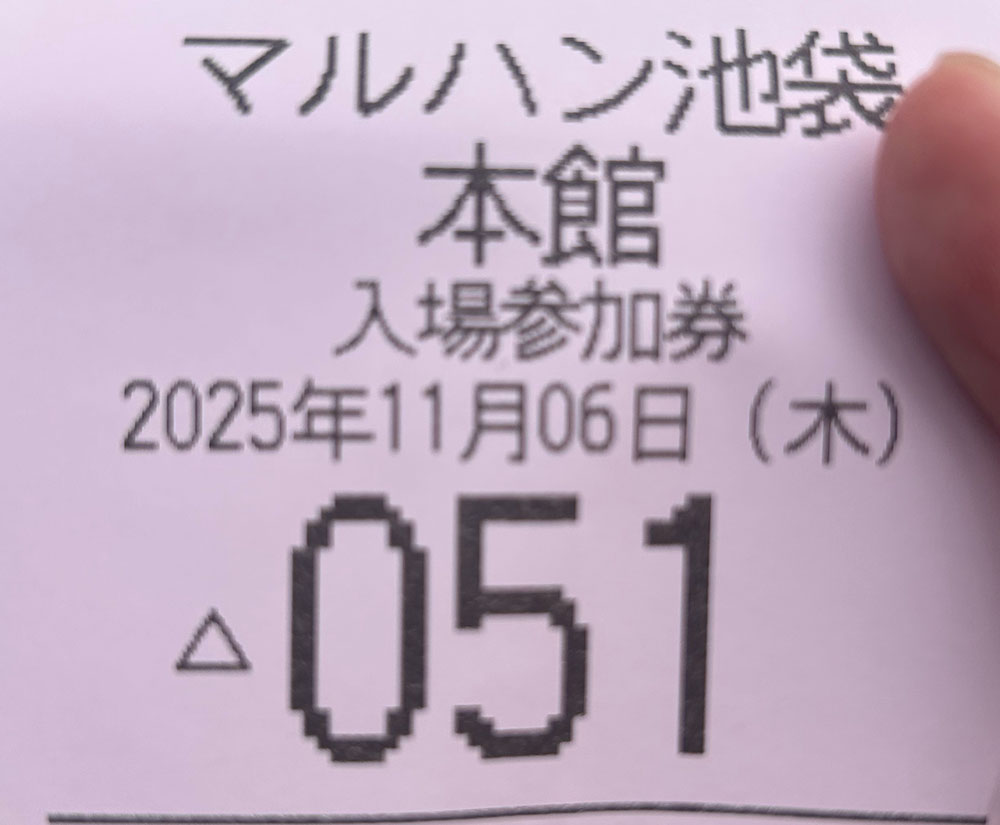 マルハン池袋
本館
入場参加券
2025年11月06日（木）
△051